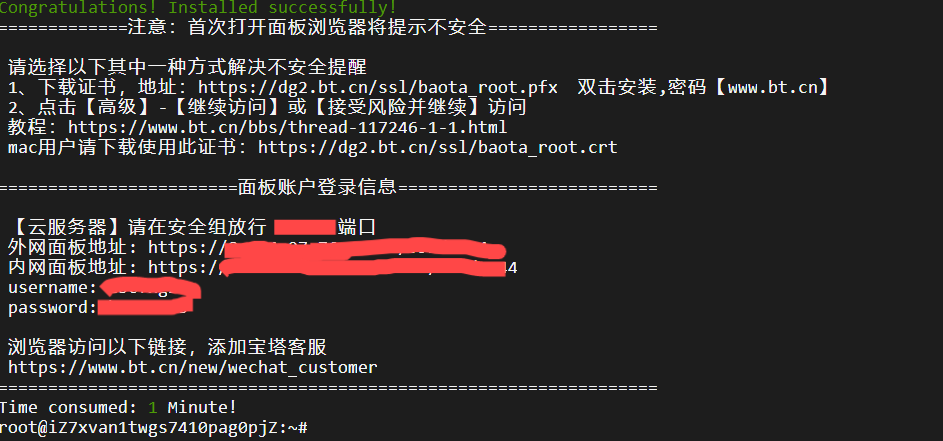 Congratulations! Installed successfully!
=============注意：首次打开面板浏览器将提示不安全=================
请选择以下其中一种方式解决不安全提醒
1、下载证书，地址：https://dg2.bt.cn/ssl/baota_root.pfx 双击安装,密码【www.bt.cn】
2、点击【高级】-【继续访问】或【接受风险并继续】访问
教程：https://www.bt.cn/bbs/thread-117246-1-1.html
mac用户请下载使用此证书：https://dg2.bt.cn/ssl/baota_root.crt
========================面板账户登录信息==========================
【云服务器】请在安全组放行 端口
外网面板地址: https://
内网面板地址: https://
username:
password:
浏览器访问以下链接，添加宝塔客服
https://www.bt.cn/new/wechat_customer
==================================================================
Time consumed: 1 Minute!
root@iZ7xvan1twgs7410pag0pjZ:~#